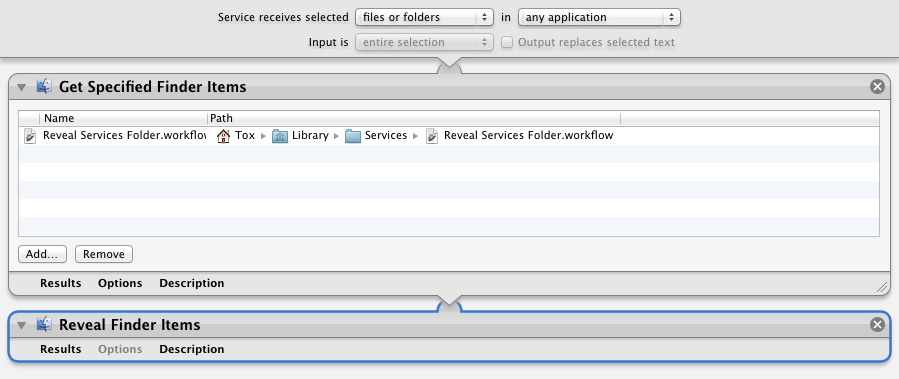 Service receives selected files or folders in any application
Input is entire selection Output replaces selected text
Get Specified Finder Items
Name Path
Reveal Services Folder.workflov Tox Library Services Reveal Services Folder.workflow
Add... Remove
Results Options Description
Reveal Finder Items
Results Options Description